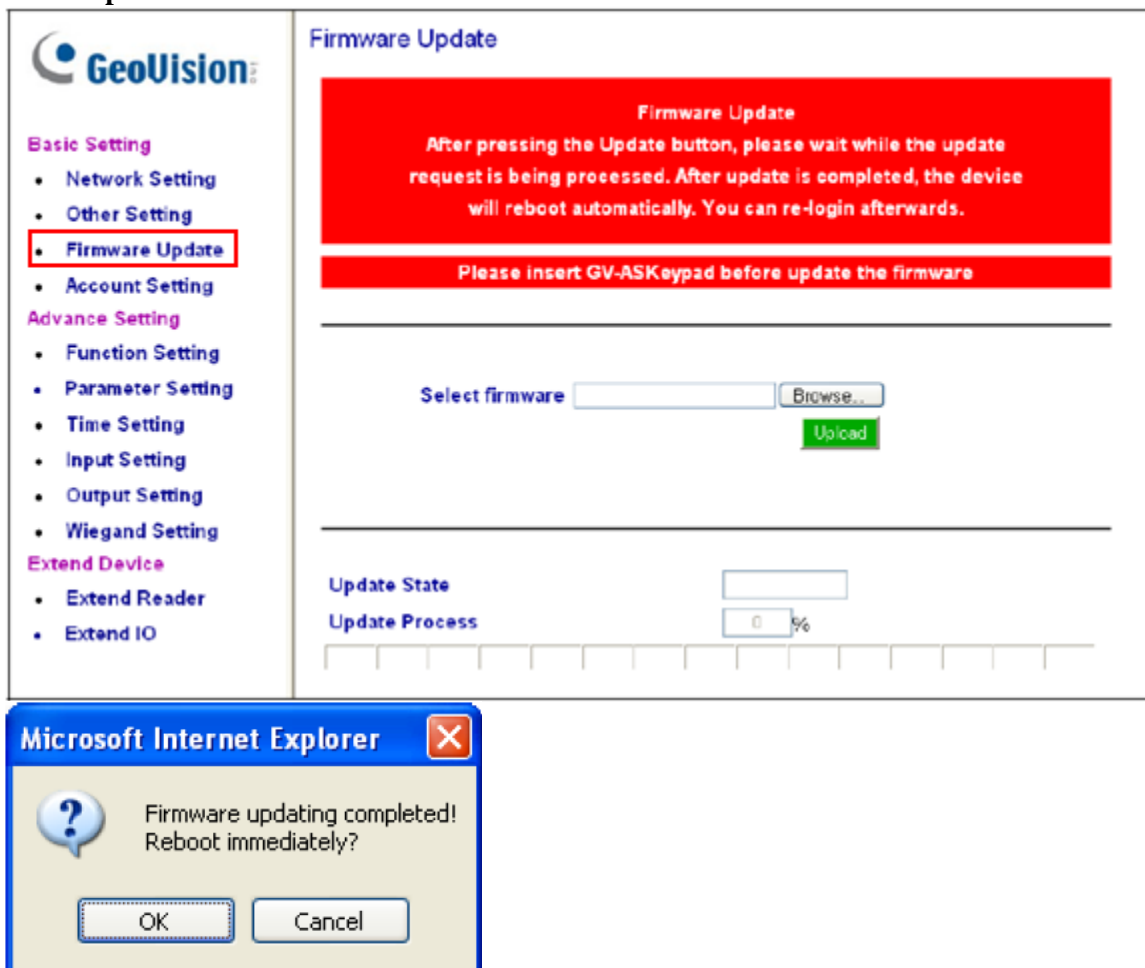 GeoVision
Basic Setting
Network Setting
Other Setting
Firmware Update
Account Setting
Advance Setting
Function Setting
Parameter Setting
Time Setting
Input Setting
Output Setting
Wiegand Setting
Extend Device
Extend Reader
Extend IO
Firmware Update
Firmware Update
After pressing the Update button, please wait while the update
request is being processed. After update is completed, the device
will reboot automatically. You can re-login afterwards.
Please insert GV-ASKeypad before update the firmware
Select firmware Browse...
Upload
Update State
Update Process 0 %
Microsoft Internet Explorer
Firmware updating completed!
Reboot immediately?
OK Cancel